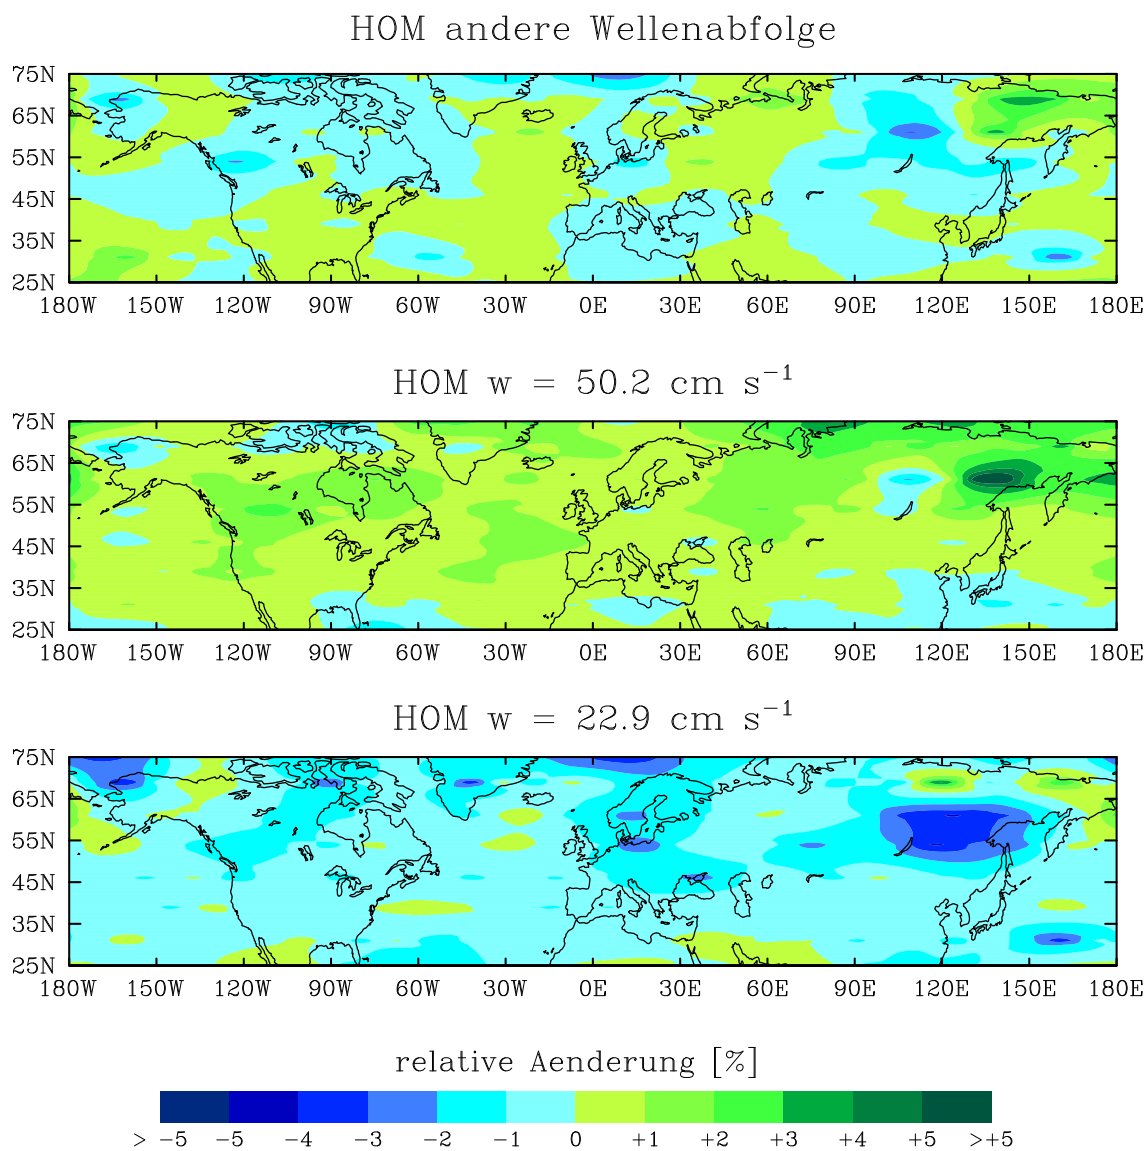 HOM andere Wellenabfolge
75N
65N
55N
45N
35N
25N
180W 150W 120W 90W 60W 30W 0E 30E 60E 90E 120E 150E 180E
HOM w = 50.2 cm s⁻¹
75N
65N
55N
45N
35N
25N
180W 150W 120W 90W 60W 30W 0E 30E 60E 90E 120E 150E 180E
HOM w = 22.9 cm s⁻¹
75N
65N
55N
45N
35N
25N
180W 150W 120W 90W 60W 30W 0E 30E 60E 90E 120E 150E 180E
relative Aenderung [%]
> -5 -5 -4 -3 -2 -1 0 +1 +2 +3 +4 +5 >+5